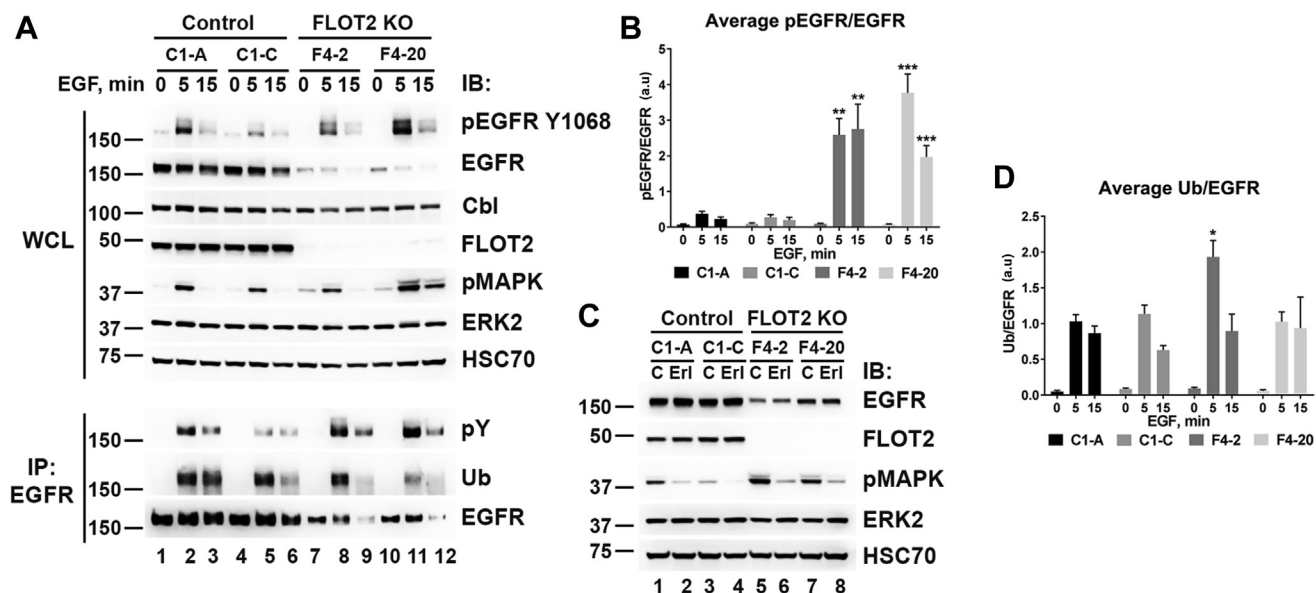 A
Control FLOT2 KO
C1-A C1-C F4-2 F4-20
EGF, min 0 5 15 0 5 15 0 5 15 0 5 15 IB:
WCL
150 pEGFR Y1068
150 EGFR
100 Cbl
50 FLOT2
37 pMAPK
37 ERK2
75 HSC70
IP:
EGFR
150 pY
150 Ub
150 EGFR
1 2 3 4 5 6 7 8 9 10 11 12
B
Average pEGFR/EGFR
pEGFR/EGFR (a.u)
5
4
3
2
1
0
** ** *** ***
0 5 15 0 5 15 0 5 15 0 5 15
EGF, min
C1-A C1-C F4-2 F4-20
C
Control FLOT2 KO
C1-A C1-C F4-2 F4-20
C Erl C Erl C Erl C Erl IB:
150 EGFR
50 FLOT2
37 pMAPK
37 ERK2
75 HSC70
1 2 3 4 5 6 7 8
D
Average Ub/EGFR
Ub/EGFR (a.u)
2.5
2.0
1.5
1.0
0.5
0.0
*
0 5 15 0 5 15 0 5 15 0 5 15
EGF, min
C1-A C1-C F4-2 F4-20